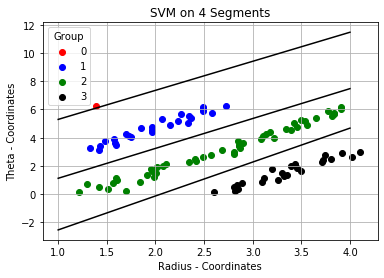 SVM on 4 Segments
Group
0
1
2
3
12
10
8
6
4
2
0
−2
Theta - Coordinates
1.0 1.5 2.0 2.5 3.0 3.5 4.0
Radius - Coordinates